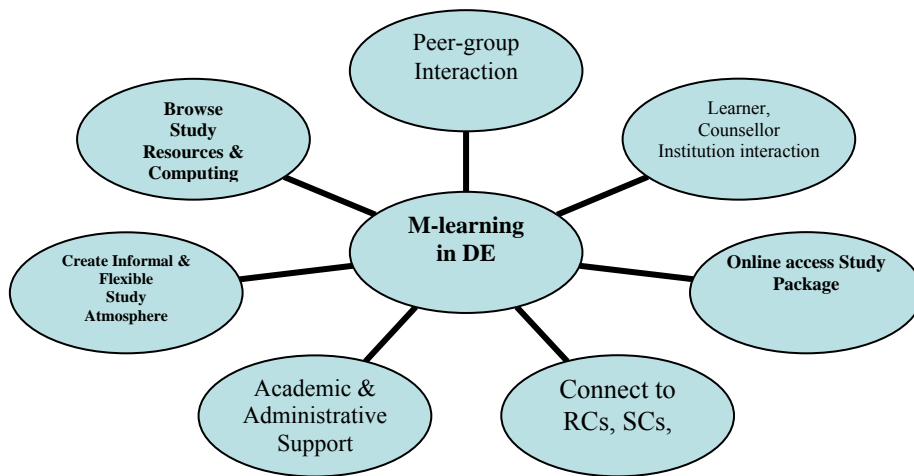 Peer-group
Interaction
Browse
Study
Resources &
Computing
Learner,
Counsellor
Institution interaction
M-learning
in DE
Create Informal &
Flexible
Study
Atmosphere
Online access Study
Package
Academic &
Administrative
Support
Connect to
RCs, SCs,